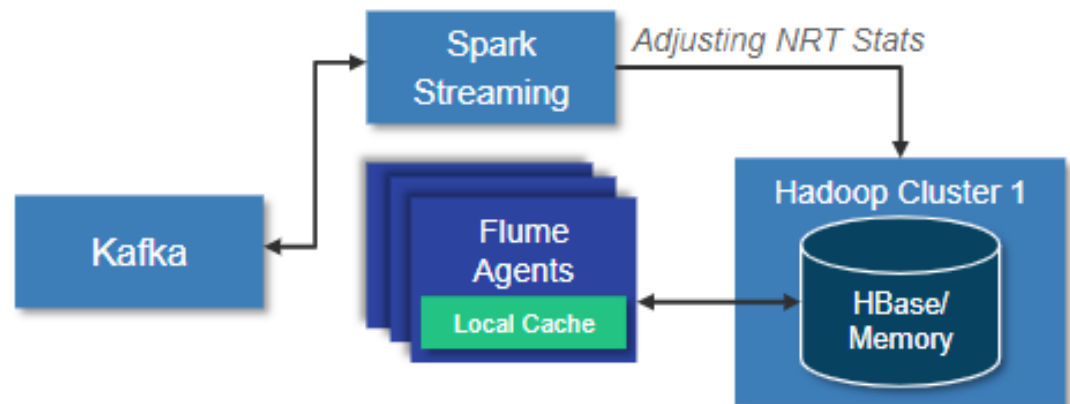 Spark
Streaming
Adjusting NRT Stats
Kafka
Flume
Agents
Local Cache
Hadoop Cluster 1
HBase/
Memory